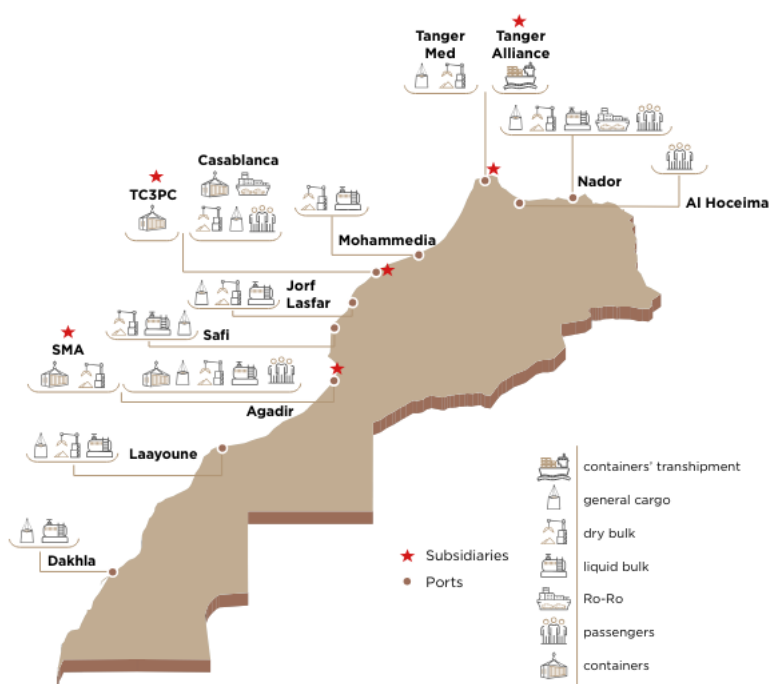 Tanger
Med
Tanger
Alliance
Nador
Al Hoceima
Casablanca
TC3PC
Mohammedia
Jorf
Lasfar
Safi
SMA
Agadir
Laayoune
Dakhla
Subsidiaries
Ports
containers' transhipment
general cargo
dry bulk
liquid bulk
Ro-Ro
passengers
containers